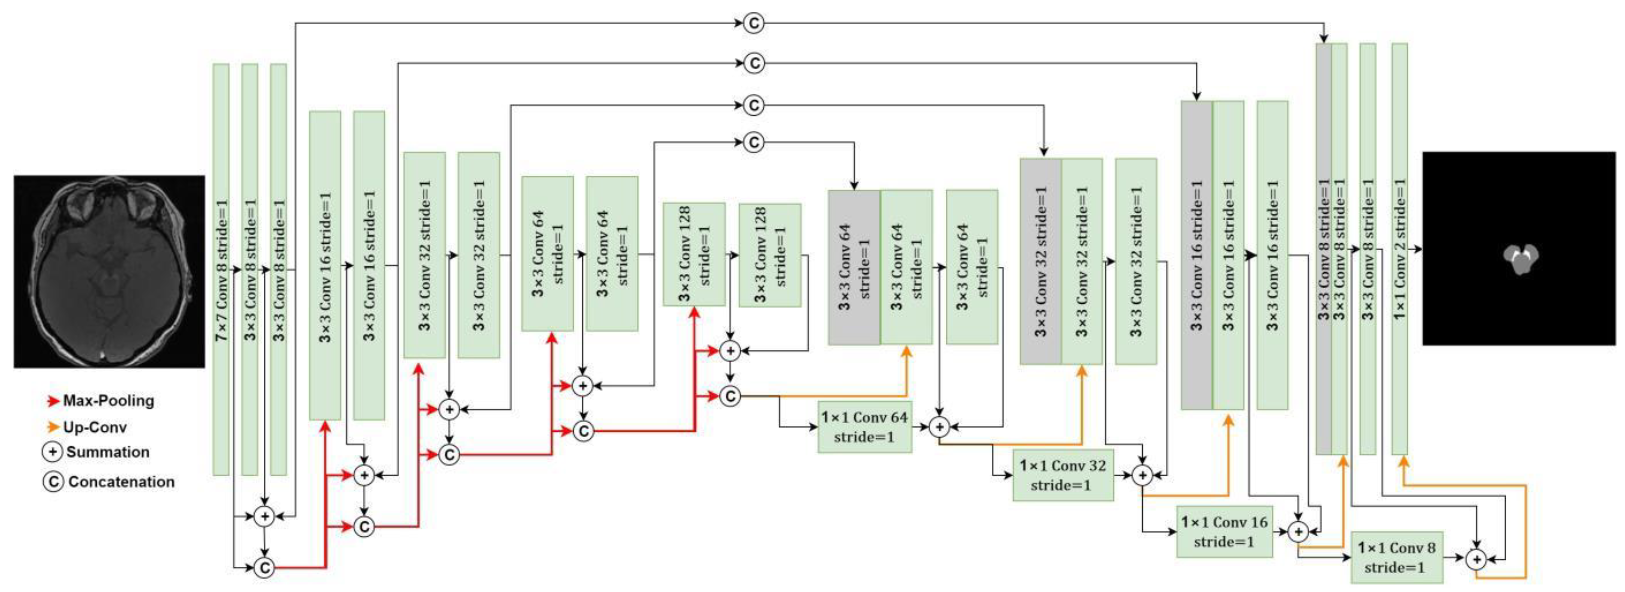 C
C
C
C
7×7 Conv 8 stride=1
3×3 Conv 8 stride=1
3×3 Conv 8 stride=1
3×3 Conv 16 stride=1
3×3 Conv 16 stride=1
3×3 Conv 32 stride=1
3×3 Conv 32 stride=1
3×3 Conv 64
stride=1
3×3 Conv 64
stride=1
3×3 Conv 128
stride=1
3×3 Conv 128
stride=1
3×3 Conv 64
stride=1
3×3 Conv 64
stride=1
3×3 Conv 64
stride=1
3×3 Conv 32 stride=1
3×3 Conv 32 stride=1
3×3 Conv 32 stride=1
3×3 Conv 16 stride=1
3×3 Conv 16 stride=1
3×3 Conv 16 stride=1
3×3 Conv 8 stride=1
3×3 Conv 8 stride=1
3×3 Conv 8 stride=1
1×1 Conv 2 stride=1
+
C
+
C
+
C
+
C
+
C
1×1 Conv 64
stride=1
+
1×1 Conv 32
stride=1
+
1×1 Conv 16
stride=1
+
1×1 Conv 8
stride=1
+
Max-Pooling
Up-Conv
+ Summation
C Concatenation